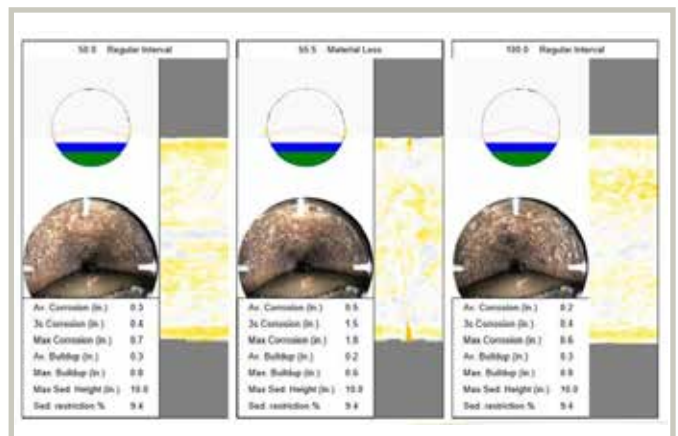 50.0 Regular Interval
Av. Corrosion (in.) 0.3
3s Corrosion (in.) 0.4
Max Corrosion (in.) 0.7
Av. Buildup (in.) 0.3
Max. Buildup (in.) 0.8
Max Sed. Height (in.) 10.0
Sed. restriction % 9.4
55.5 Material Loss
Av. Corrosion (in.) 0.5
3s Corrosion (in.) 1.5
Max Corrosion (in.) 1.8
Av. Buildup (in.) 0.2
Max. Buildup (in.) 0.6
Max Sed. Height (in.) 10.0
Sed. restriction % 9.4
100.0 Regular Interval
Av. Corrosion (in.) 0.2
3s Corrosion (in.) 0.4
Max Corrosion (in.) 0.6
Av. Buildup (in.) 0.3
Max. Buildup (in.) 0.9
Max Sed. Height (in.) 10.0
Sed. restriction % 9.4